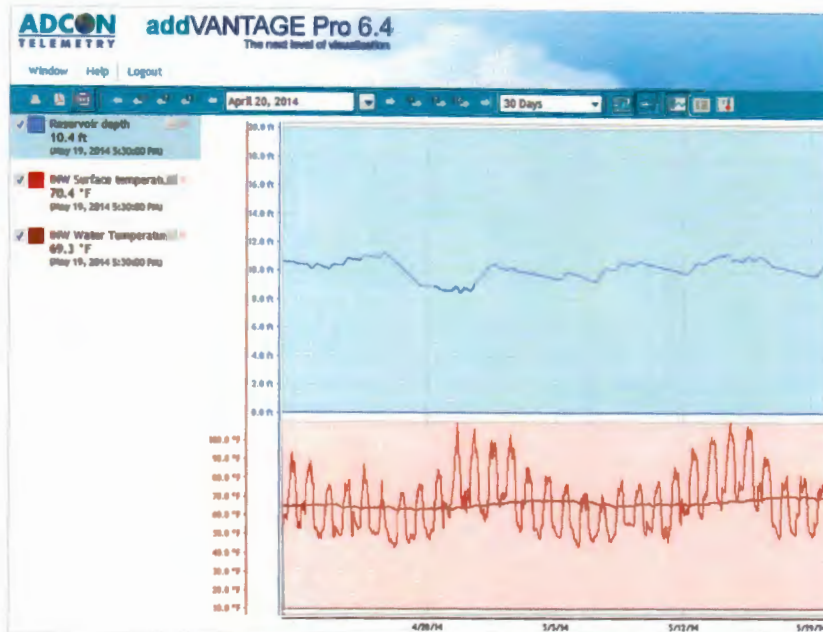 ADCON
TELEMETRY
addVANTAGE Pro 6.4
The next level of visualization
Window Help Logout
April 20, 2014
30 Days
Reservoir depth
10.4 ft
(May 19, 2014 5:30:00 PM)
Surface temperatu
70.4 °F
(May 19, 2014 5:30:00 PM)
Water Temperatu
69.3 °F
(May 19, 2014 5:30:00 PM)
20.0 ft
18.0 ft
16.0 ft
14.0 ft
12.0 ft
10.0 ft
8.0 ft
6.0 ft
4.0 ft
2.0 ft
0.0 ft
100.0 °F
90.0 °F
80.0 °F
70.0 °F
60.0 °F
50.0 °F
40.0 °F
30.0 °F
20.0 °F
10.0 °F
4/28/14
5/5/14
5/12/14
5/19/14